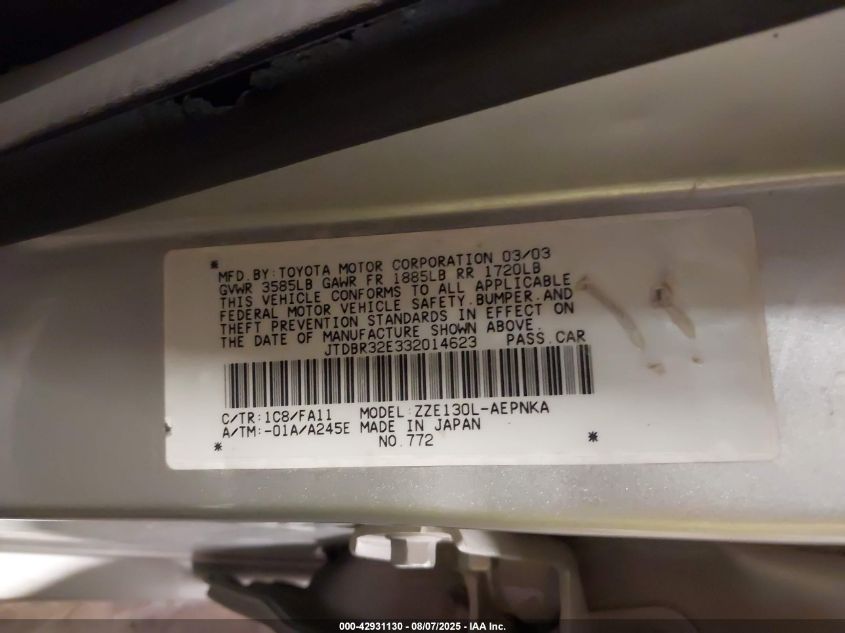 * MFD.BY:TOYOTA MOTOR CORPORATION 03/03
GVWR 3585LB GAWR FR 1885LB RR 1720LB
THIS VEHICLE CONFORMS TO ALL APPLICABLE
FEDERAL MOTOR VEHICLE SAFETY.BUMPER.AND
THEFT PREVENTION STANDARDS IN EFFECT ON
THE DATE OF MANUFACTURE SHOWN ABOVE.
JTDBR32E332014623 PASS.CAR
C/TR:1C8/FA11 MODEL:ZZE130L-AEPNKA
A/TM:-01A/A245E MADE IN JAPAN
* NO.772 *
000-42931130 - 08/07/2025 - IAA Inc.